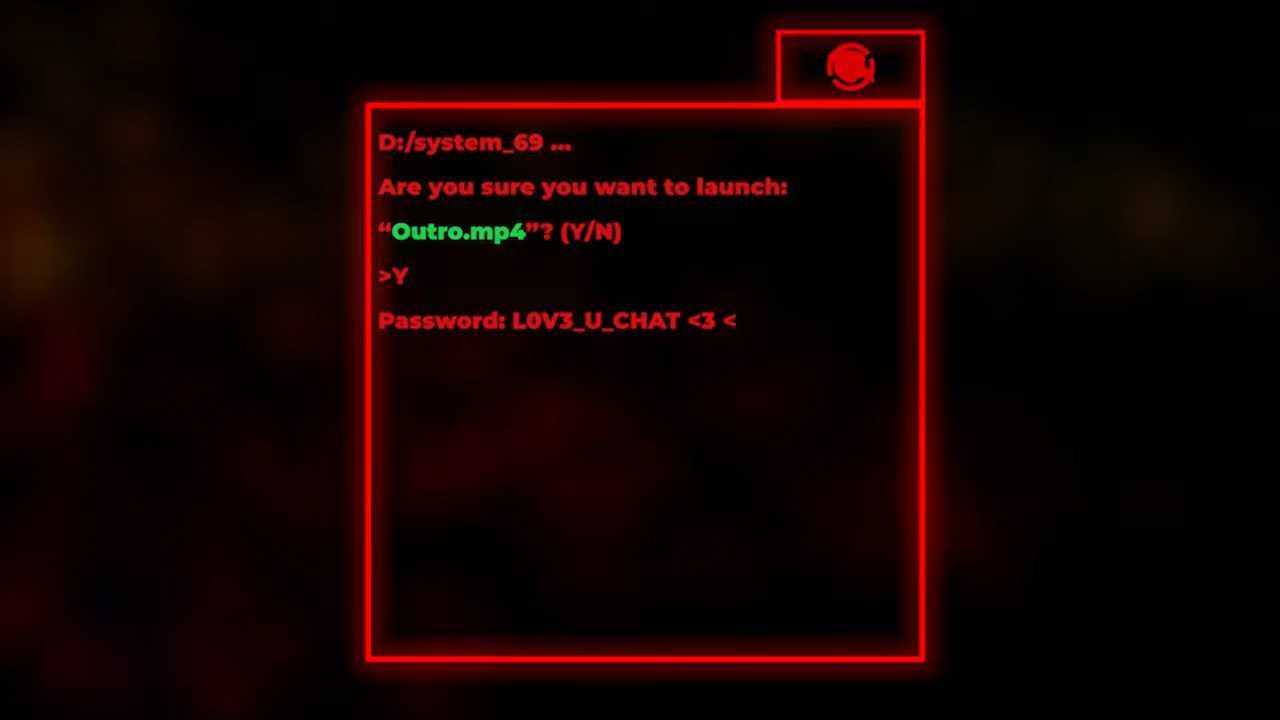 D:/system_69 ...
Are you sure you want to launch:
“Outro.mp4”? (Y/N)
>Y
Password: L0V3_U_CHAT <3 <